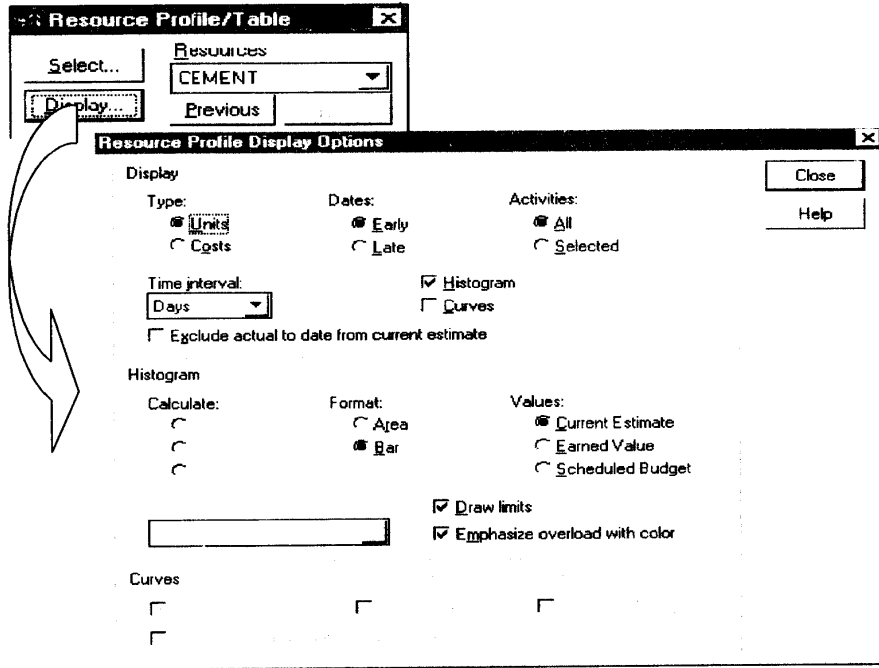 Resource Profile/Table
Select...
Resources
CEMENT
Display...
Previous
Resource Profile Display Options
Display
Close
Help
Type:
Units
Costs
Dates:
Early
Late
Activities:
All
Selected
Time interval:
Days
Histogram
Curves
Exclude actual to date from current estimate
Histogram
Calculate:
Format:
Area
Bar
Values:
Current Estimate
Earned Value
Scheduled Budget
Draw limits
Emphasize overload with color
Curves